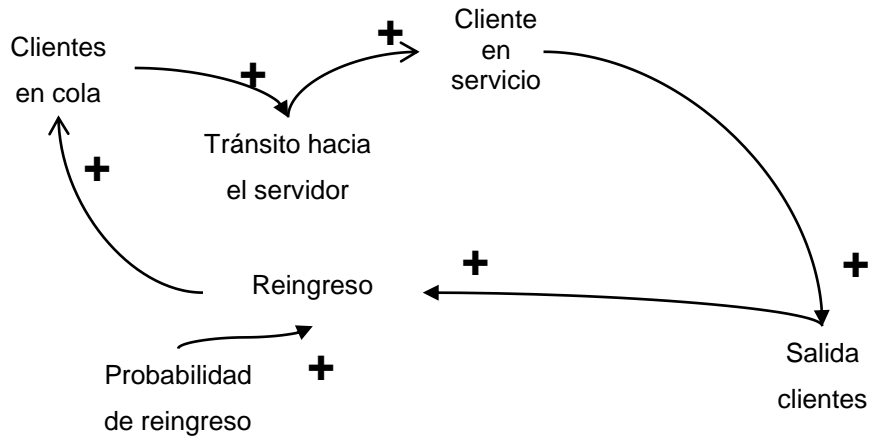 Clientes
en cola
+
+
Cliente
en
servicio
Tránsito hacia
el servidor
+
Reingreso
+
+
Probabilidad
de reingreso
+
Salida
clientes